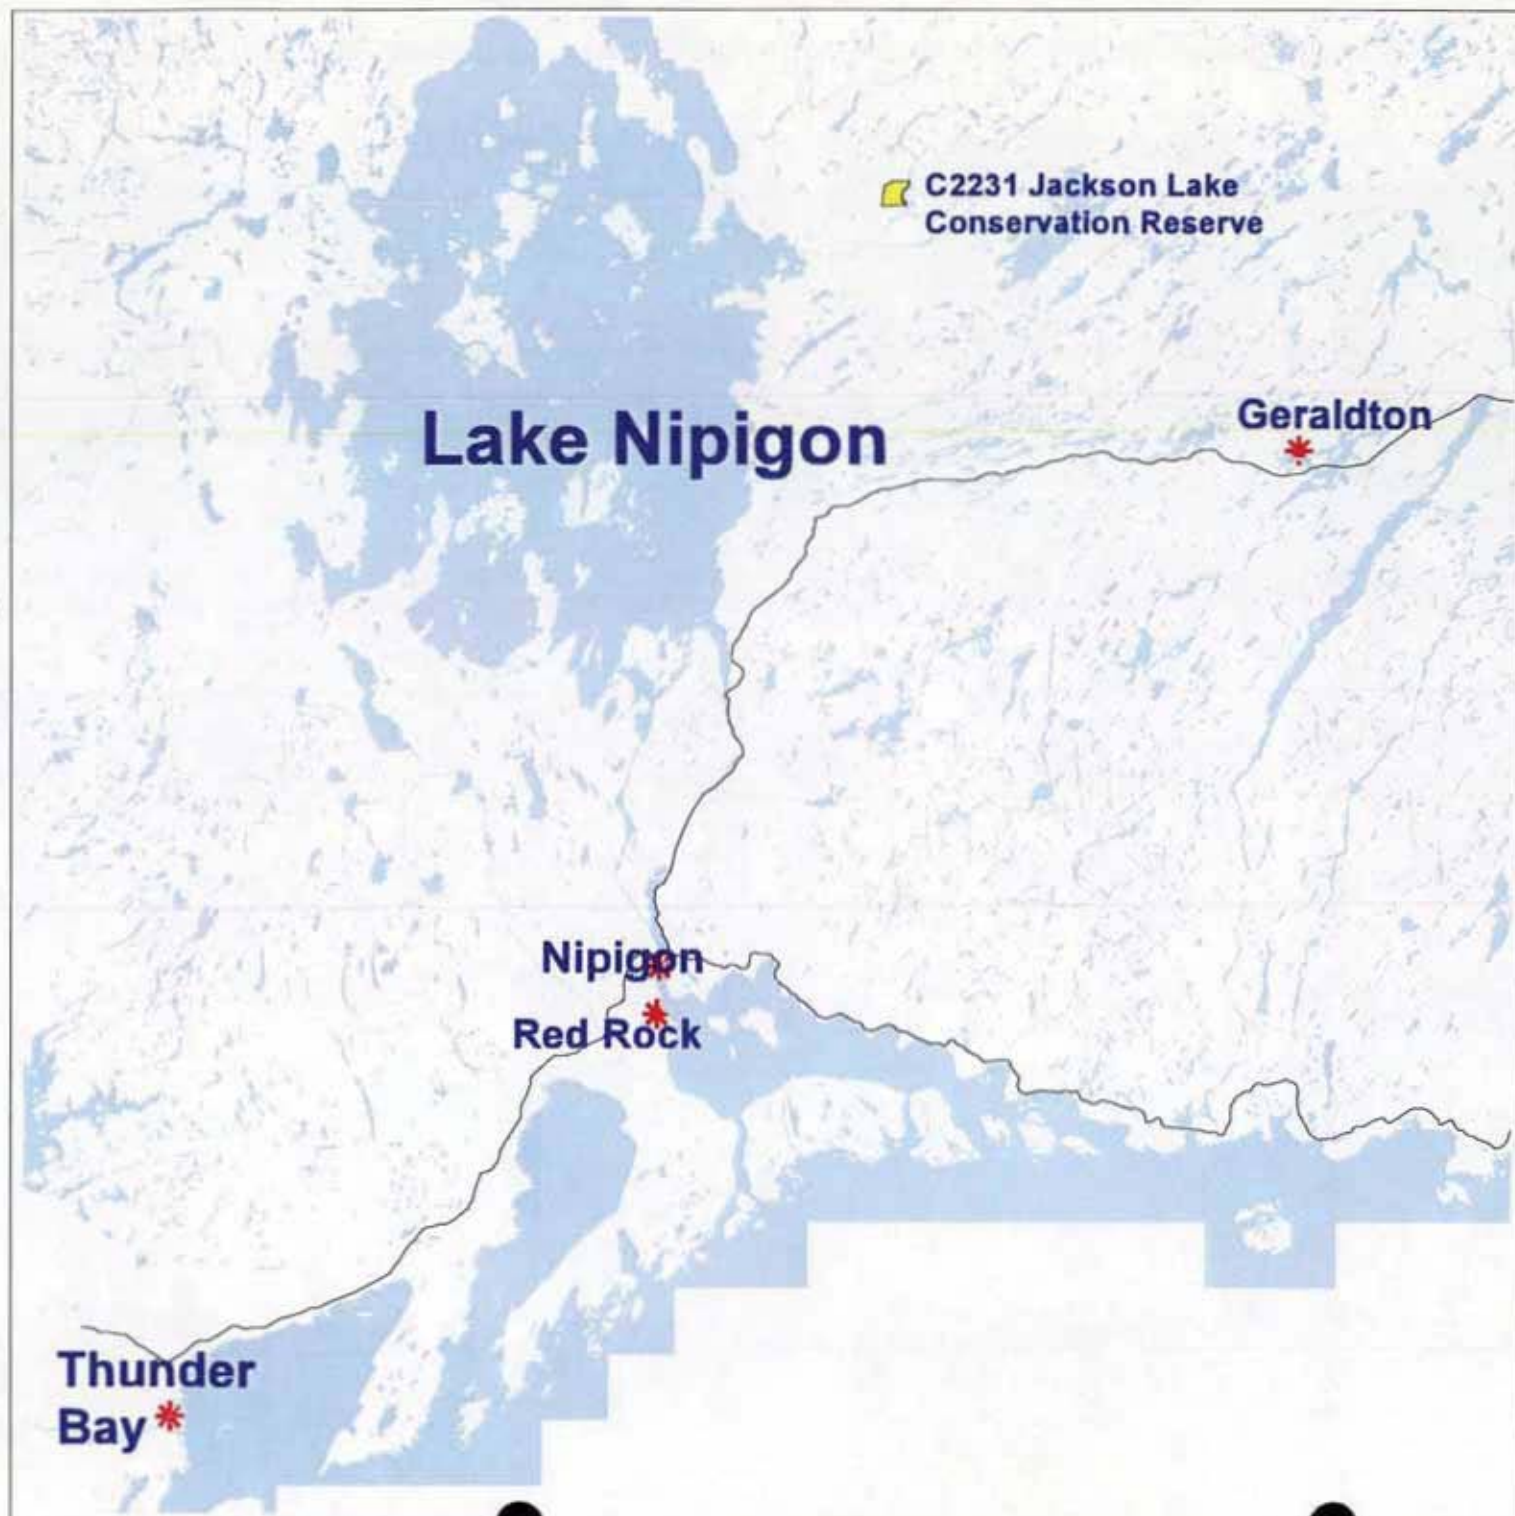 C2231 Jackson Lake
Conservation Reserve
Lake Nipigon
Geraldton
Nipigon
Red Rock
Thunder
Bay